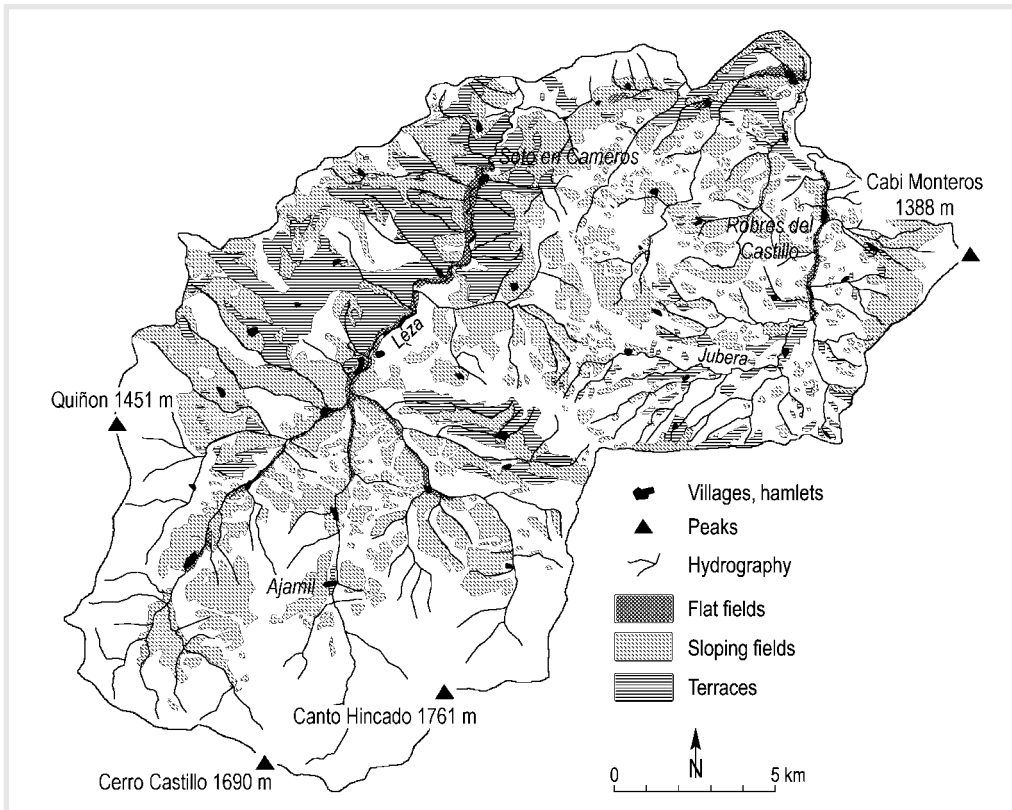 Soto en Cameros
Cabi Monteros
1388 m
Robres del
Castillo
Leza
Jubera
Quiñon 1451 m
Villages, hamlets
Peaks
Hydrography
Ajamil
Flat fields
Sloping fields
Terraces
Canto Hincado 1761 m
Cerro Castillo 1690 m
N
0 5 km